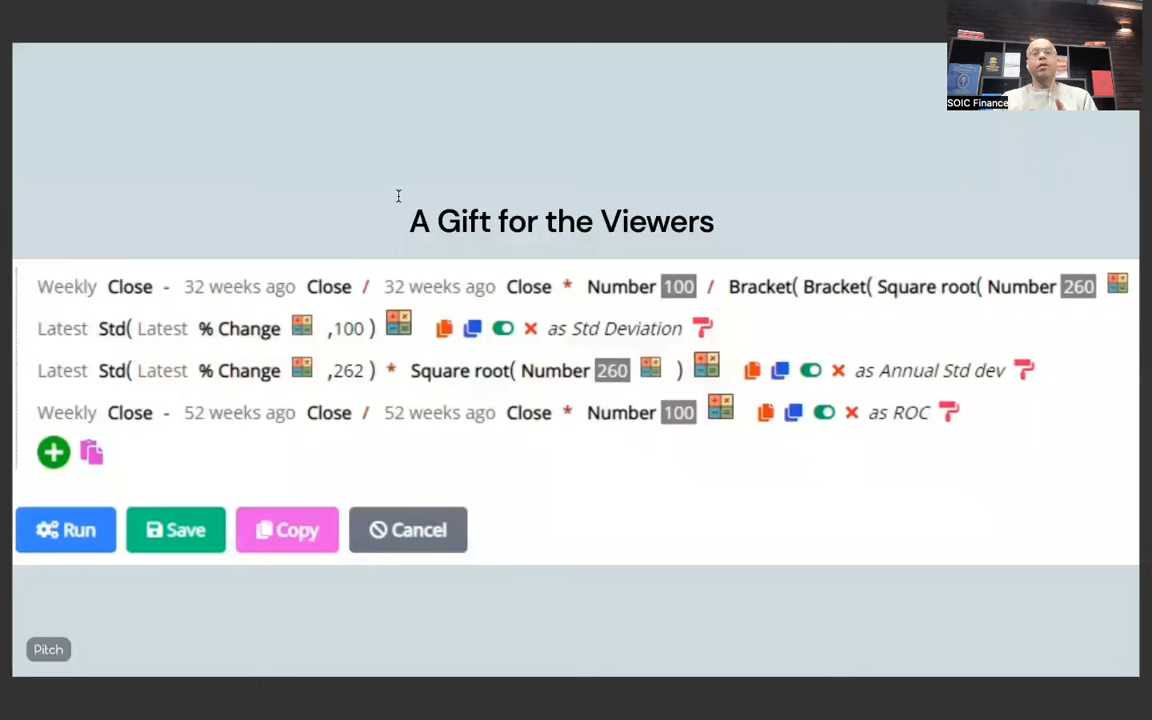 SOIC Finance
A Gift for the Viewers
Weekly Close - 32 weeks ago Close / 32 weeks ago Close * Number 100 / Bracket( Bracket( Square root( Number 260
Latest Std( Latest % Change ,100 ) as Std Deviation
Latest Std( Latest % Change ,262 ) * Square root( Number 260 ) as Annual Std dev
Weekly Close - 52 weeks ago Close / 52 weeks ago Close * Number 100 as ROC
Run Save Copy Cancel
Pitch